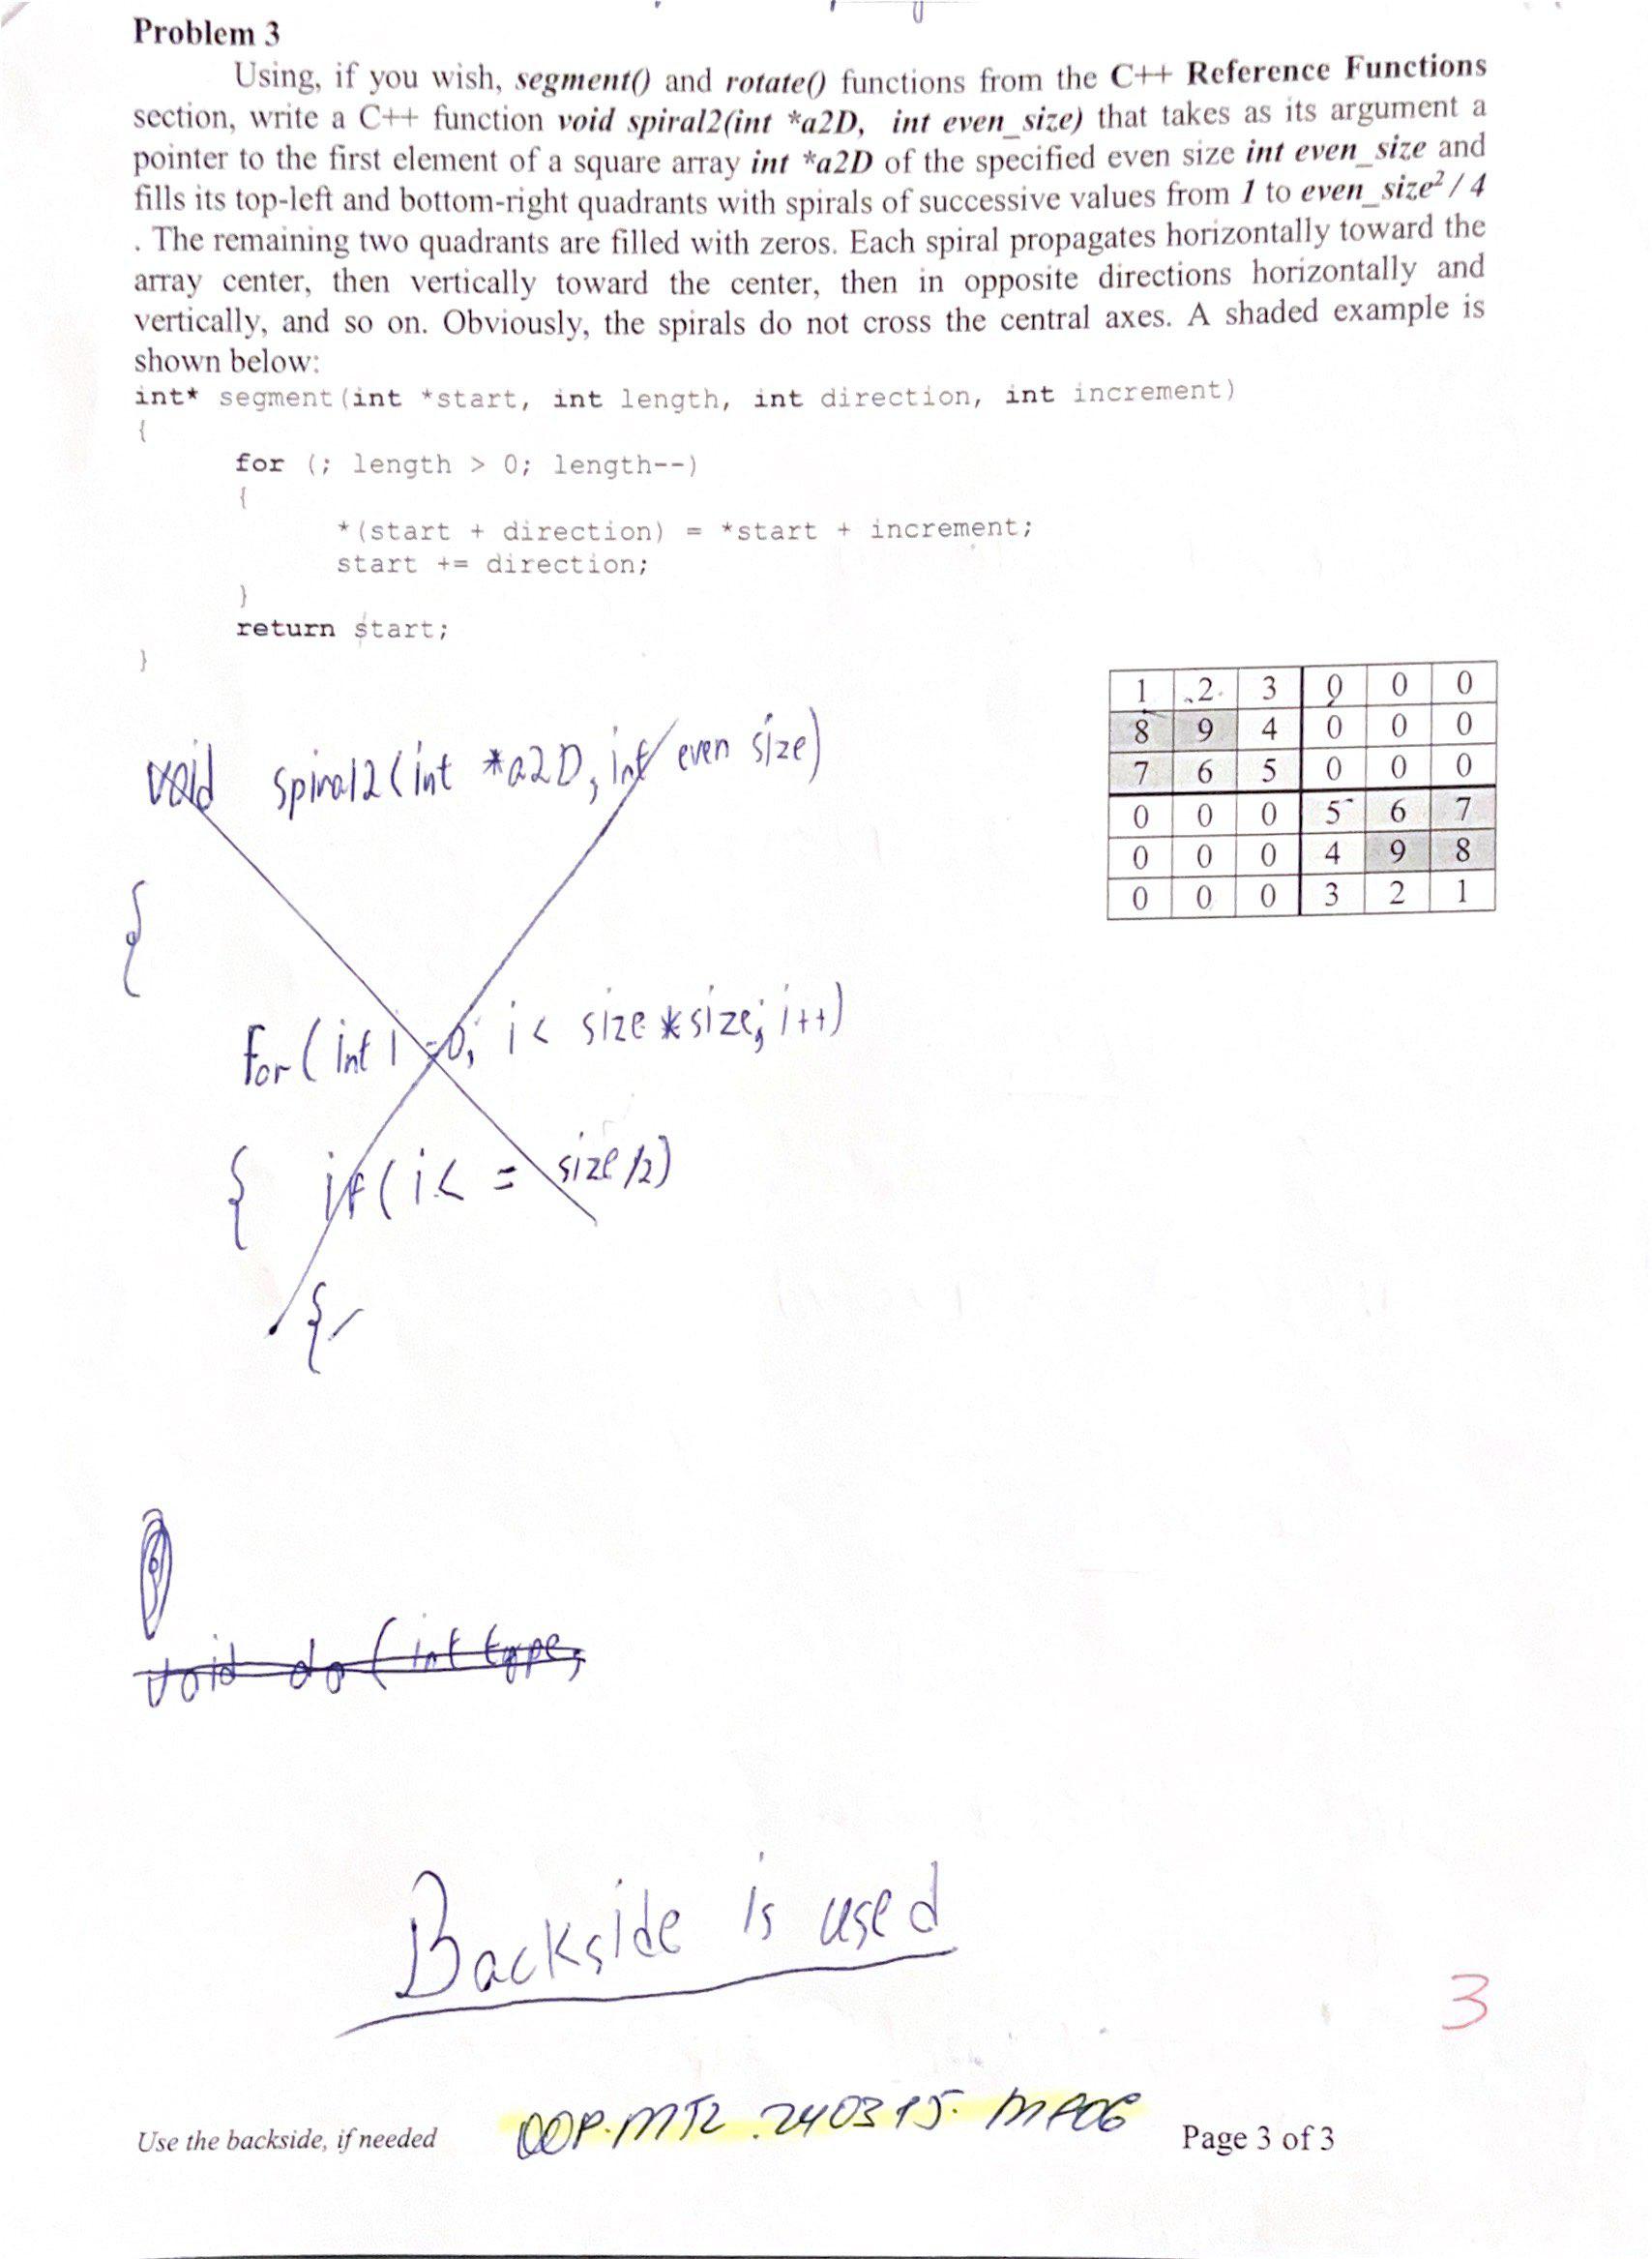 Problem 3
Using, if you wish, segment() and rotate() functions from the C++ Reference Functions
section, write a C++ function void spiral2(int *a2D, int even_size) that takes as its argument a
pointer to the first element of a square array int *a2D of the specified even size int even_size and
fills its top-left and bottom-right quadrants with spirals of successive values from 1 to even_size² / 4
. The remaining two quadrants are filled with zeros. Each spiral propagates horizontally toward the
array center, then vertically toward the center, then in opposite directions horizontally and
vertically, and so on. Obviously, the spirals do not cross the central axes. A shaded example is
shown below:
int* segment(int *start, int length, int direction, int increment)
{
for (; length > 0; length--)
{
*(start + direction) = *start + increment;
start += direction;
}
return start;
}
1 2 3 0 0 0
8 9 4 0 0 0
7 6 5 0 0 0
0 0 0 5 6 7
0 0 0 4 9 8
0 0 0 3 2 1
void spiral2(int *a2D, int even size)
{
for(int i=0; i< size*size; i++)
{ if(i<= size/2)
{
void do(int type,
Backside is used
3
Use the backside, if needed
OOP.MT2.240315.MP06
Page 3 of 3